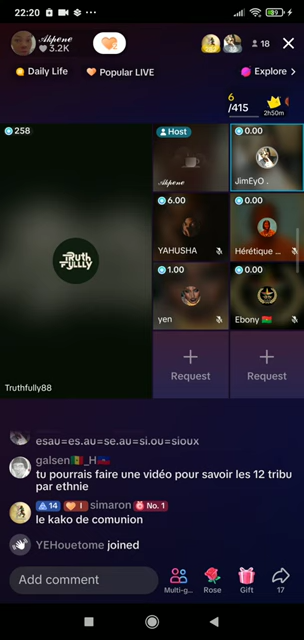 22:20
Akpene
3.2K
18
Daily Life
Popular LIVE
Explore >
6
/415
2h50m
258
TRUTH
FULLLY
Truthfully88
Host
Akpene
0.00
JimEyO .
6.00
YAHUSHA
0.00
Hérétique ...
1.00
yen
0.00
Ebony 🇧🇫
+
Request
+
Request
esau=es.au=se.au=si.ou=sioux
galsen🇸🇳_H🇭🇹
tu pourrais faire une vidéo pour savoir les 12 tribu
par ethnie
14 I simaron No. 1
le kako de comunion
YEHouetome joined
Add comment
Multi-g...
Rose
Gift
17